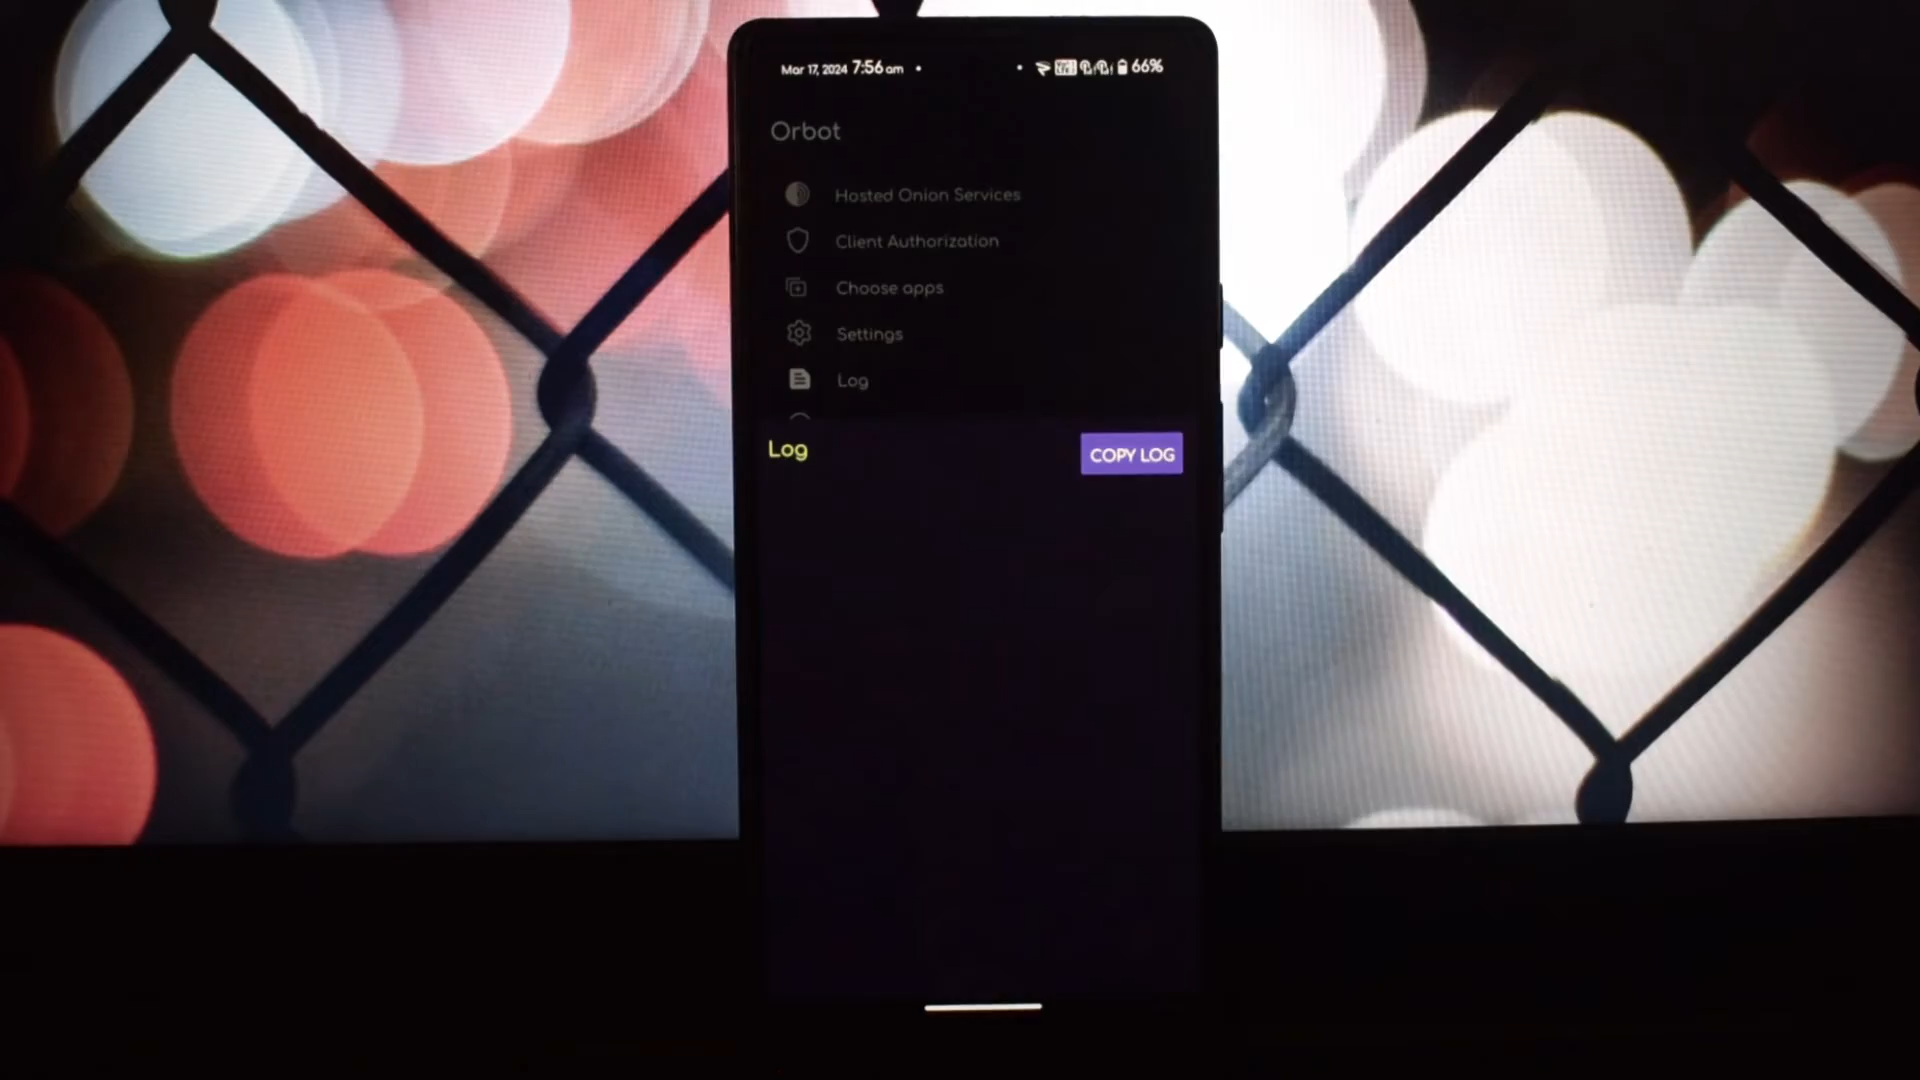 Mar 17, 2024 7:56 am
66%
Orbot
Hosted Onion Services
Client Authorization
Choose apps
Settings
Log
Log
COPY LOG